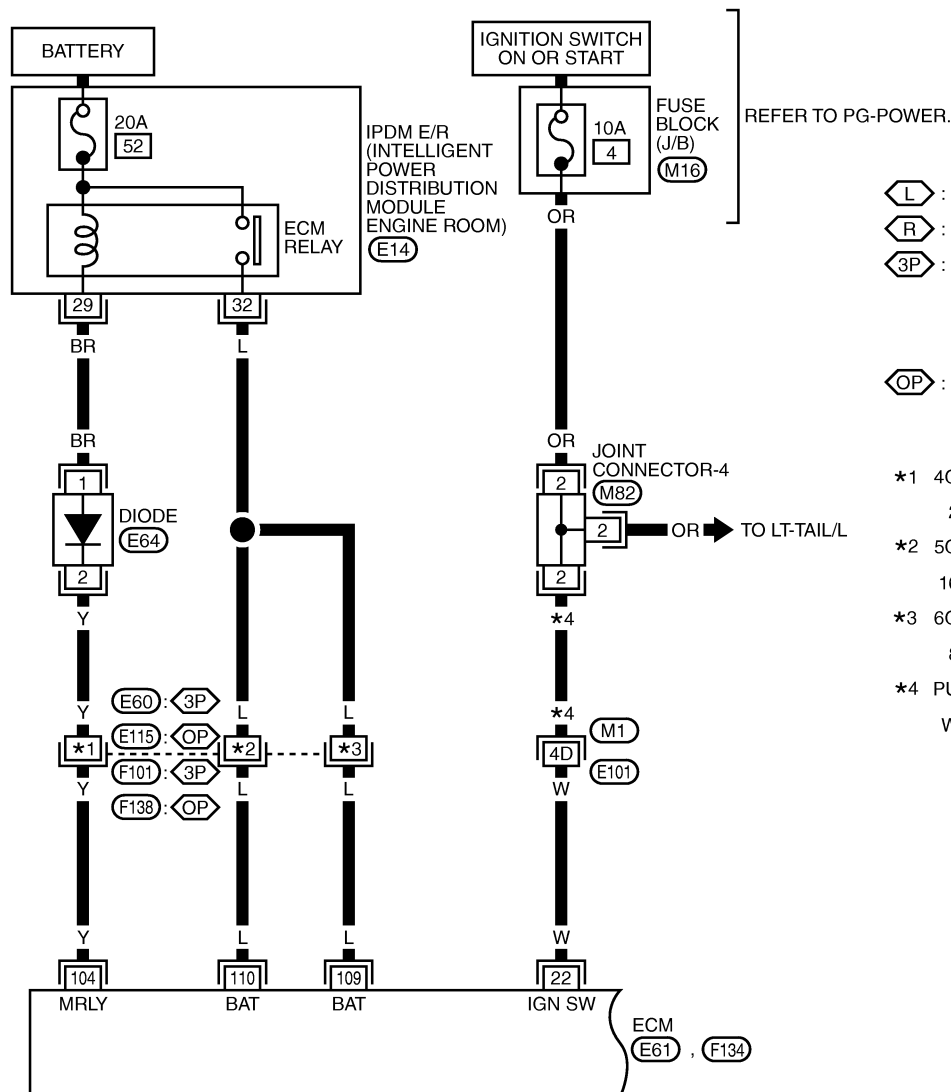 BATTERY
IGNITION SWITCH
ON OR START
20A
52
IPDM E/R
(INTELLIGENT
POWER
DISTRIBUTION
MODULE
ENGINE ROOM)
E14
ECM
RELAY
10A
4
FUSE
BLOCK
(J/B)
M16
REFER TO PG-POWER.
L :
R :
3P :
OP :
29
32
OR
BR
L
BR
OR
1
2
JOINT
CONNECTOR-4
M82
DIODE
E64
2
OR
TO LT-TAIL/L
2
2
Y
★4
★1 4
★2 5
10
★3 6
★4 PU
W
Y
E60 : 3P
L
L
★4
★1
E115 : OP
★2
★3
4D
M1
F101 : 3P
E101
Y
F138 : OP
L
L
W
Y
L
L
W
104
110
109
22
MRLY
BAT
BAT
IGN SW
ECM
E61 , F134